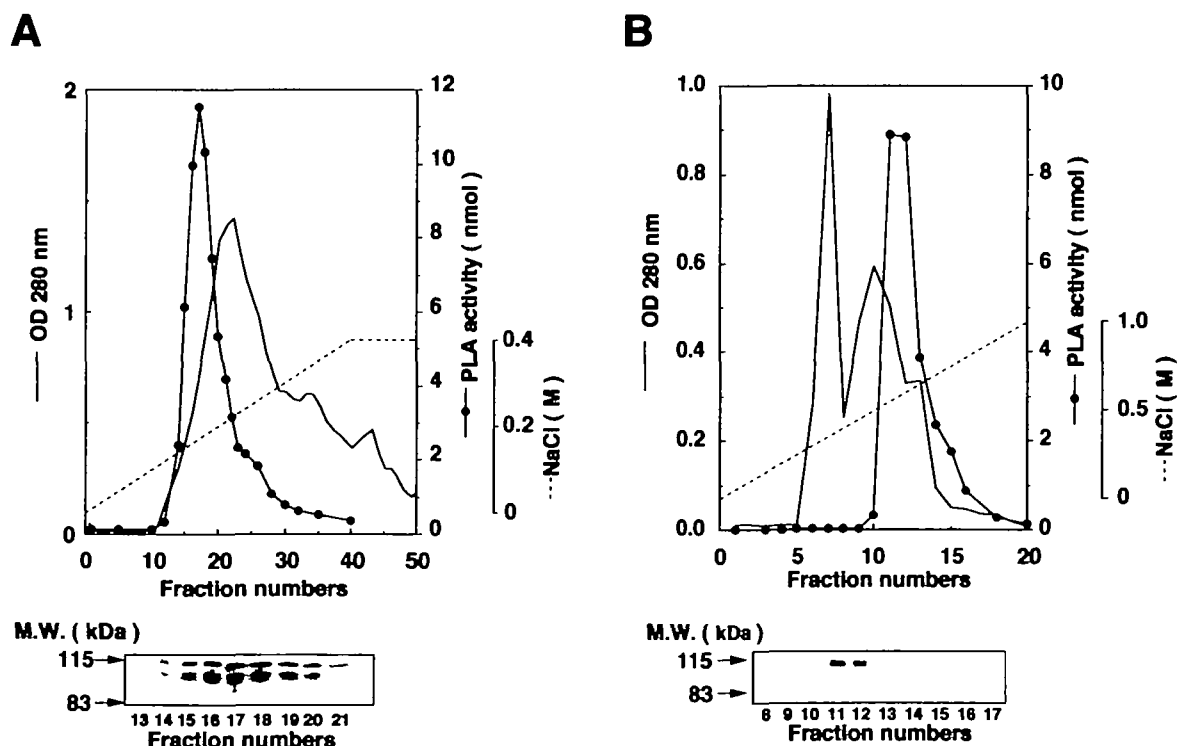 A
2
1
0
OD 280 nm
12
10
8
6
4
2
0
PLA activity ( nmol )
0.4
0.2
0
NaCl ( M )
0
10
20
30
40
50
Fraction numbers
M.W. ( kDa )
115
83
13 14 15 16 17 18 19 20 21
Fraction numbers
B
1.0
0.8
0.6
0.4
0.2
0.0
OD 280 nm
10
8
6
4
2
0
PLA activity ( nmol )
1.0
0.5
0
NaCl ( M )
0
5
10
15
20
Fraction numbers
M.W. ( kDa )
115
83
8 9 10 11 12 13 14 15 16 17
Fraction numbers